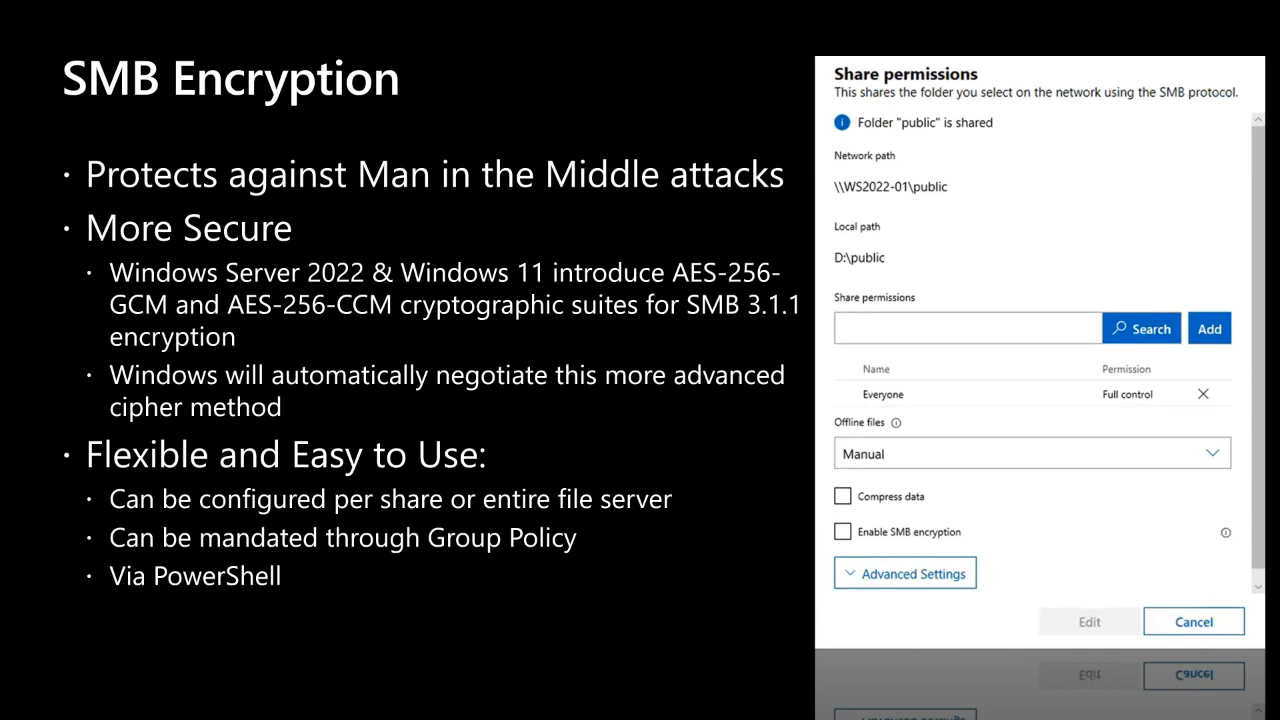 SMB Encryption
· Protects against Man in the Middle attacks
· More Secure
· Windows Server 2022 & Windows 11 introduce AES-256-
GCM and AES-256-CCM cryptographic suites for SMB 3.1.1
encryption
· Windows will automatically negotiate this more advanced
cipher method
· Flexible and Easy to Use:
· Can be configured per share or entire file server
· Can be mandated through Group Policy
· Via PowerShell
Share permissions
This shares the folder you select on the network using the SMB protocol.
Folder "public" is shared
Network path
\\WS2022-01\public
Local path
D:\public
Share permissions
Search Add
Name Permission
Everyone Full control
Offline files
Manual
Compress data
Enable SMB encryption
Advanced Settings
Edit Cancel
Edit Cancel